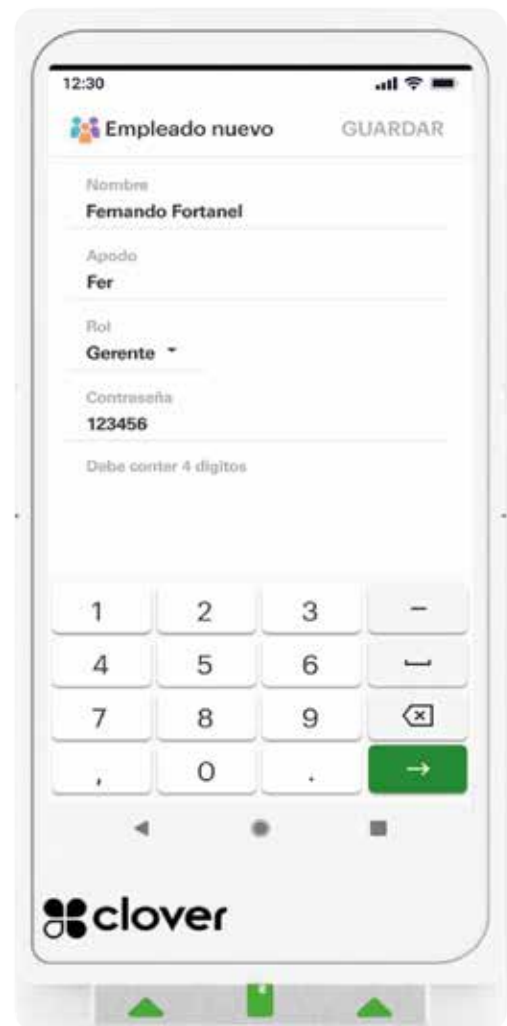 12:30
Empleado nuevo GUARDAR
Nombre
Fernando Fortanel
Apodo
Fer
Rol
Gerente
Contraseña
123456
Debe conter 4 digitos
1 2 3 -
4 5 6
7 8 9
, 0 .
clover